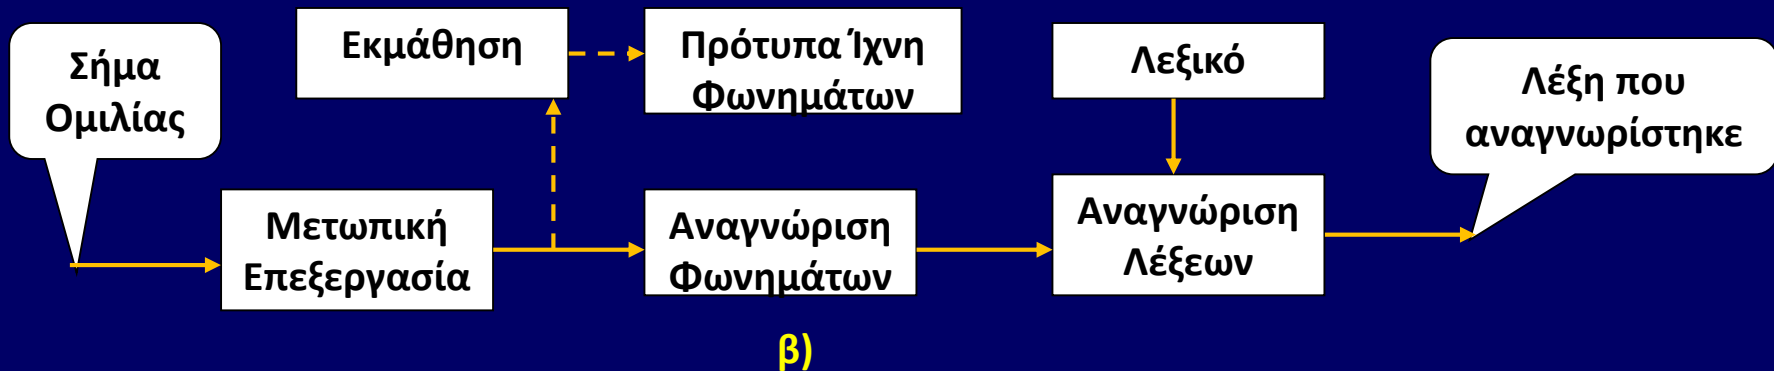 Σήμα
Ομιλίας
Εκμάθηση
Πρότυπα Ίχνη
Φωνημάτων
Λεξικό
Λέξη που
αναγνωρίστηκε
Μετωπική
Επεξεργασία
Αναγνώριση
Φωνημάτων
Αναγνώριση
Λέξεων
β)